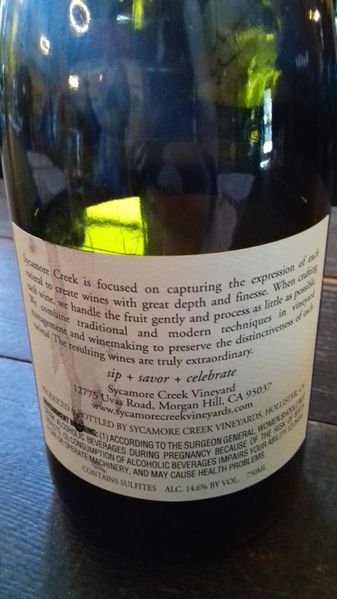 Sycamore Creek is focused on capturing the expression of each
varietal to create wines with great depth and finesse. When crafting
each wine, we handle the fruit gently and process as little as possible.
We combine traditional and modern techniques in vineyard
management and winemaking to preserve the distinctiveness of each
varietal. The resulting wines are truly extraordinary.
sip + savor + celebrate
Sycamore Creek Vineyard
12775 Uvas Road, Morgan Hill, CA 95037
www.sycamorecreekvineyards.com
PRODUCED BOTTLED BY SYCAMORE CREEK VINEYARDS, HOLLISTER, CA
GOVERNMENT WARNING: (1) ACCORDING TO THE SURGEON GENERAL, WOMEN SHOULD
ALCOHOLIC BEVERAGES DURING PREGNANCY BECAUSE OF THE RISK OF BIRTH
(2) CONSUMPTION OF ALCOHOLIC BEVERAGES IMPAIRS YOUR ABILITY TO DRIVE
OR OPERATE MACHINERY, AND MAY CAUSE HEALTH PROBLEMS.
CONTAINS SULFITES ALC. 14.6% BY VOL. 750ML